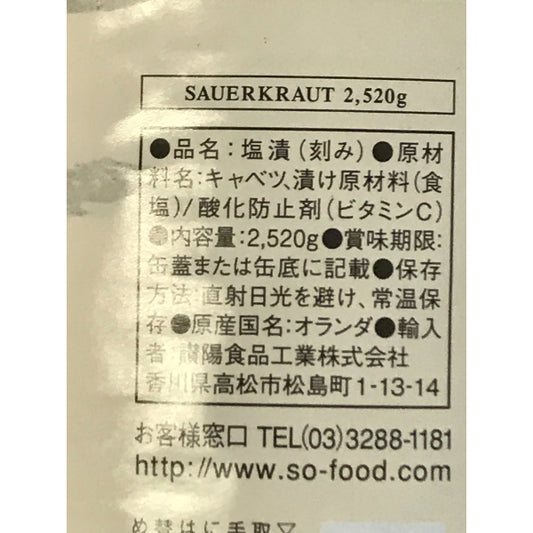 SAUERKRAUT 2,520g
●品名：塩漬（刻み）●原材
料名：キャベツ、漬け原材料（食
塩）/ 酸化防止剤（ビタミンC）
●内容量：2,520g●賞味期限：
缶蓋または缶底に記載●保存
方法：直射日光を避け、常温保
存●原産国名：オランダ●輸入
者：讃陽食品工業株式会社
香川県高松市松島町1-13-14
お客様窓口 TEL(03)3288-1181
http://www.so-food.com